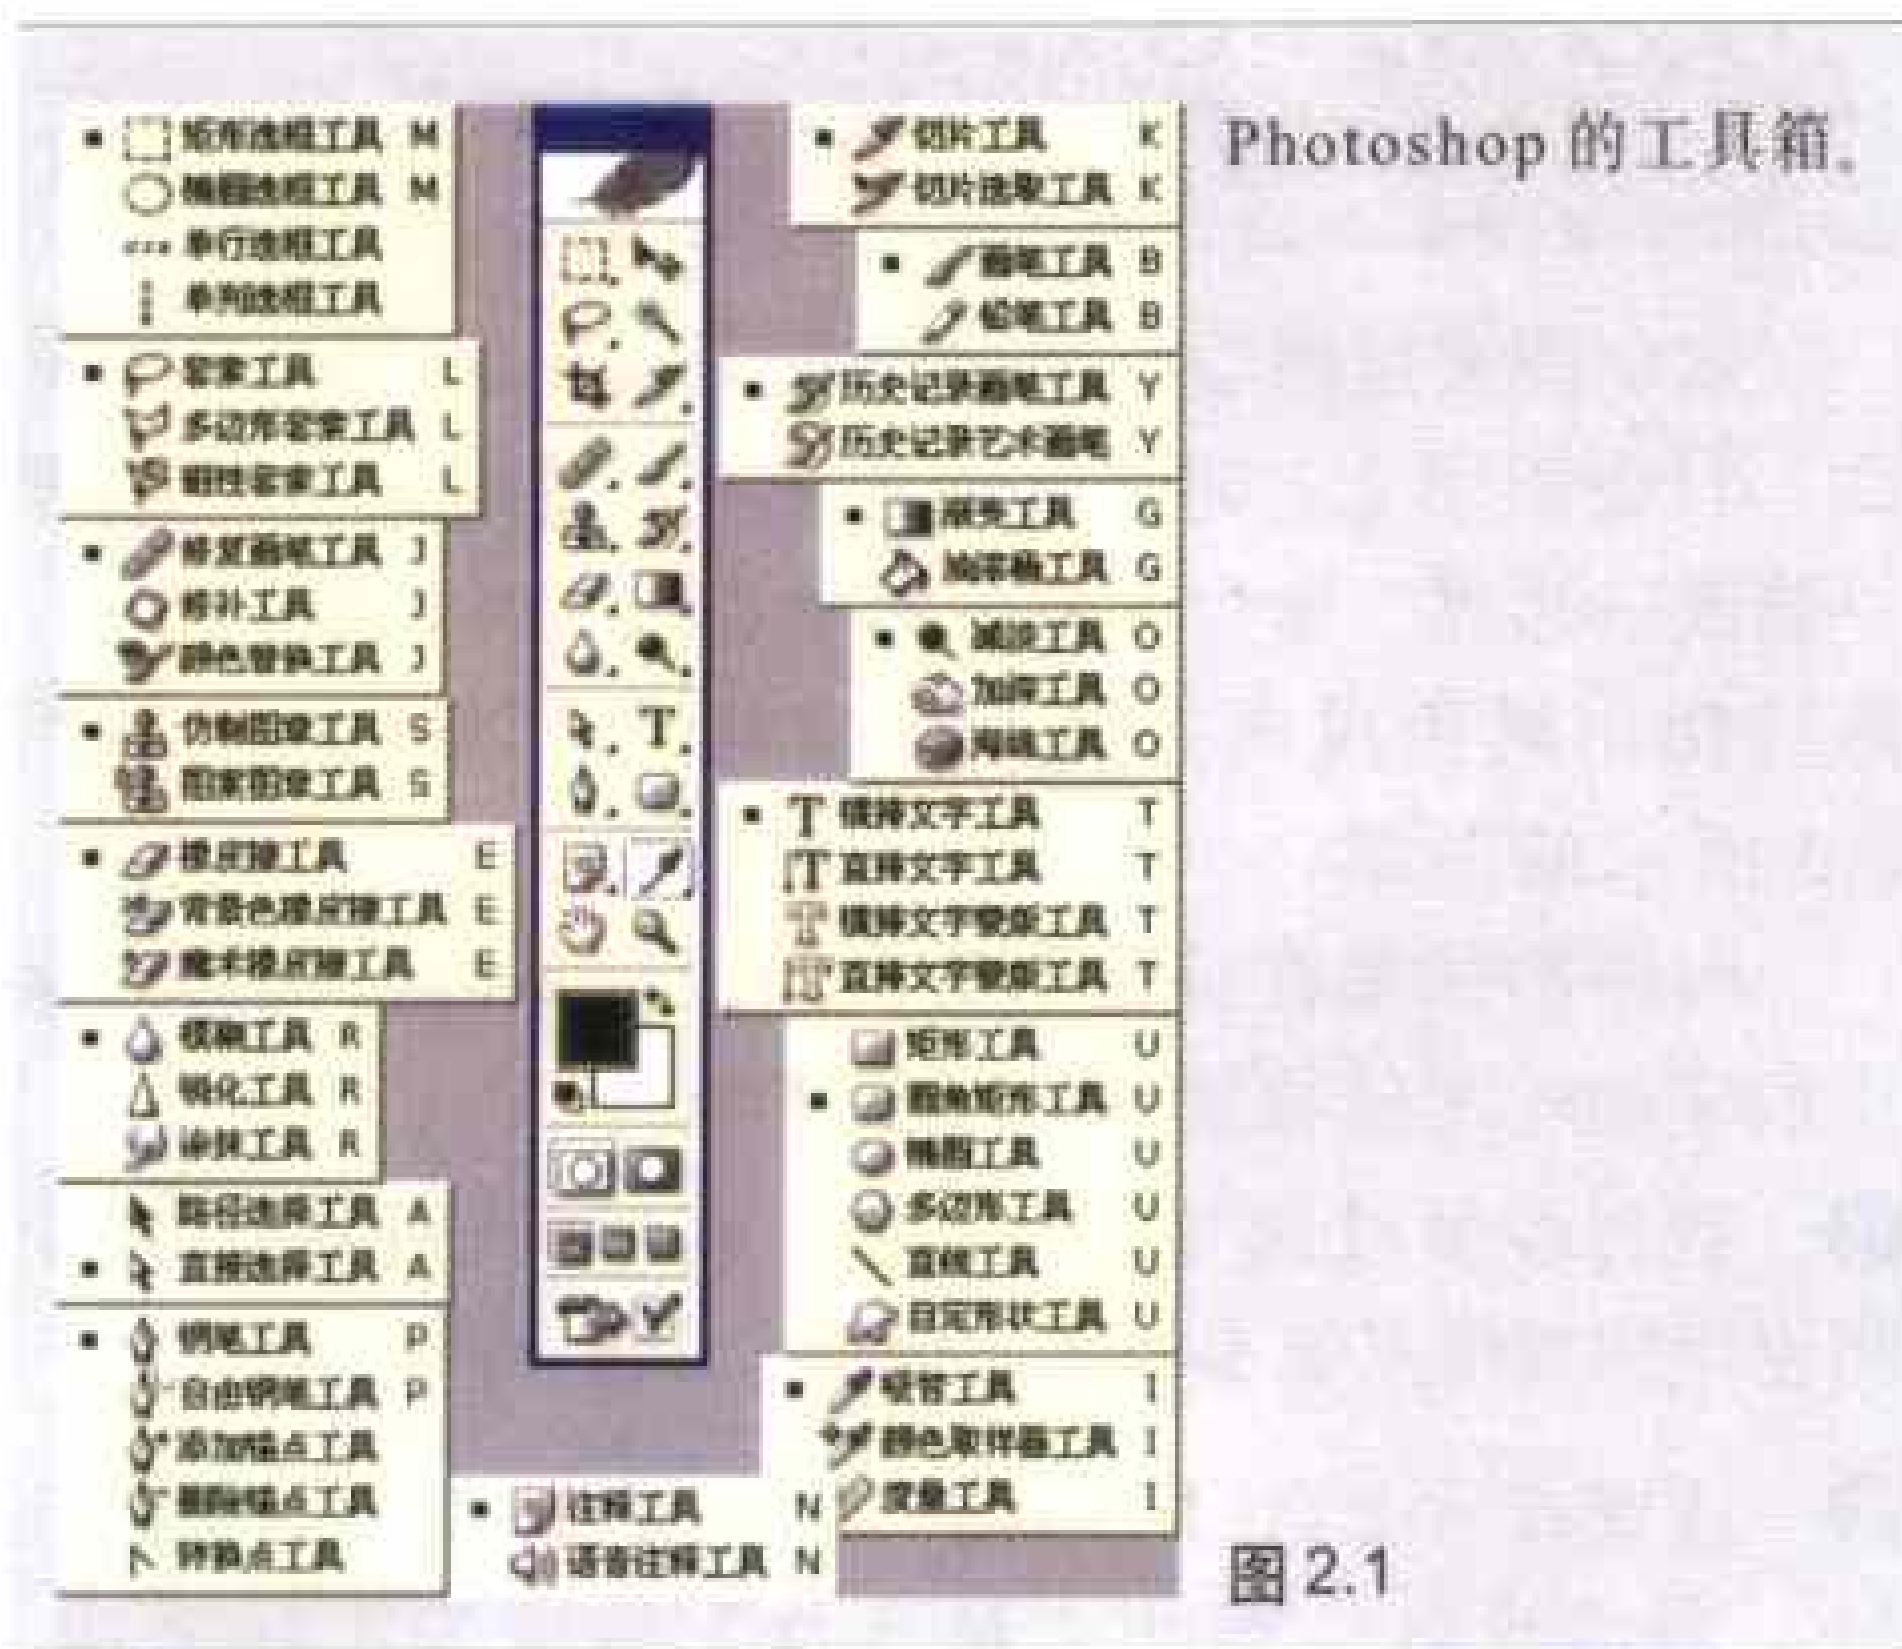 矩形选框工具 M
椭圆选框工具 M
单行选框工具
单列选框工具
套索工具 L
多边形套索工具 L
磁性套索工具 L
修复画笔工具 J
修补工具 J
颜色替换工具 J
仿制图章工具 S
图案图章工具 S
橡皮擦工具 E
背景色橡皮擦工具 E
魔术橡皮擦工具 E
模糊工具 R
锐化工具 R
涂抹工具 R
路径选择工具 A
直接选择工具 A
钢笔工具 P
自由钢笔工具 P
添加锚点工具
删除锚点工具
转换点工具
注释工具 N
语音注释工具 N
切片工具 K
切片选取工具 K
画笔工具 B
铅笔工具 B
历史记录画笔工具 Y
历史记录艺术画笔 Y
渐变工具 G
油漆桶工具 G
减淡工具 O
加深工具 O
海绵工具 O
T 横排文字工具 T
T 直排文字工具 T
横排文字蒙版工具 T
直排文字蒙版工具 T
矩形工具 U
圆角矩形工具 U
椭圆工具 U
多边形工具 U
直线工具 U
自定形状工具 U
吸管工具 I
颜色取样器工具 I
度量工具 I
Photoshop 的工具箱。
图 2.1